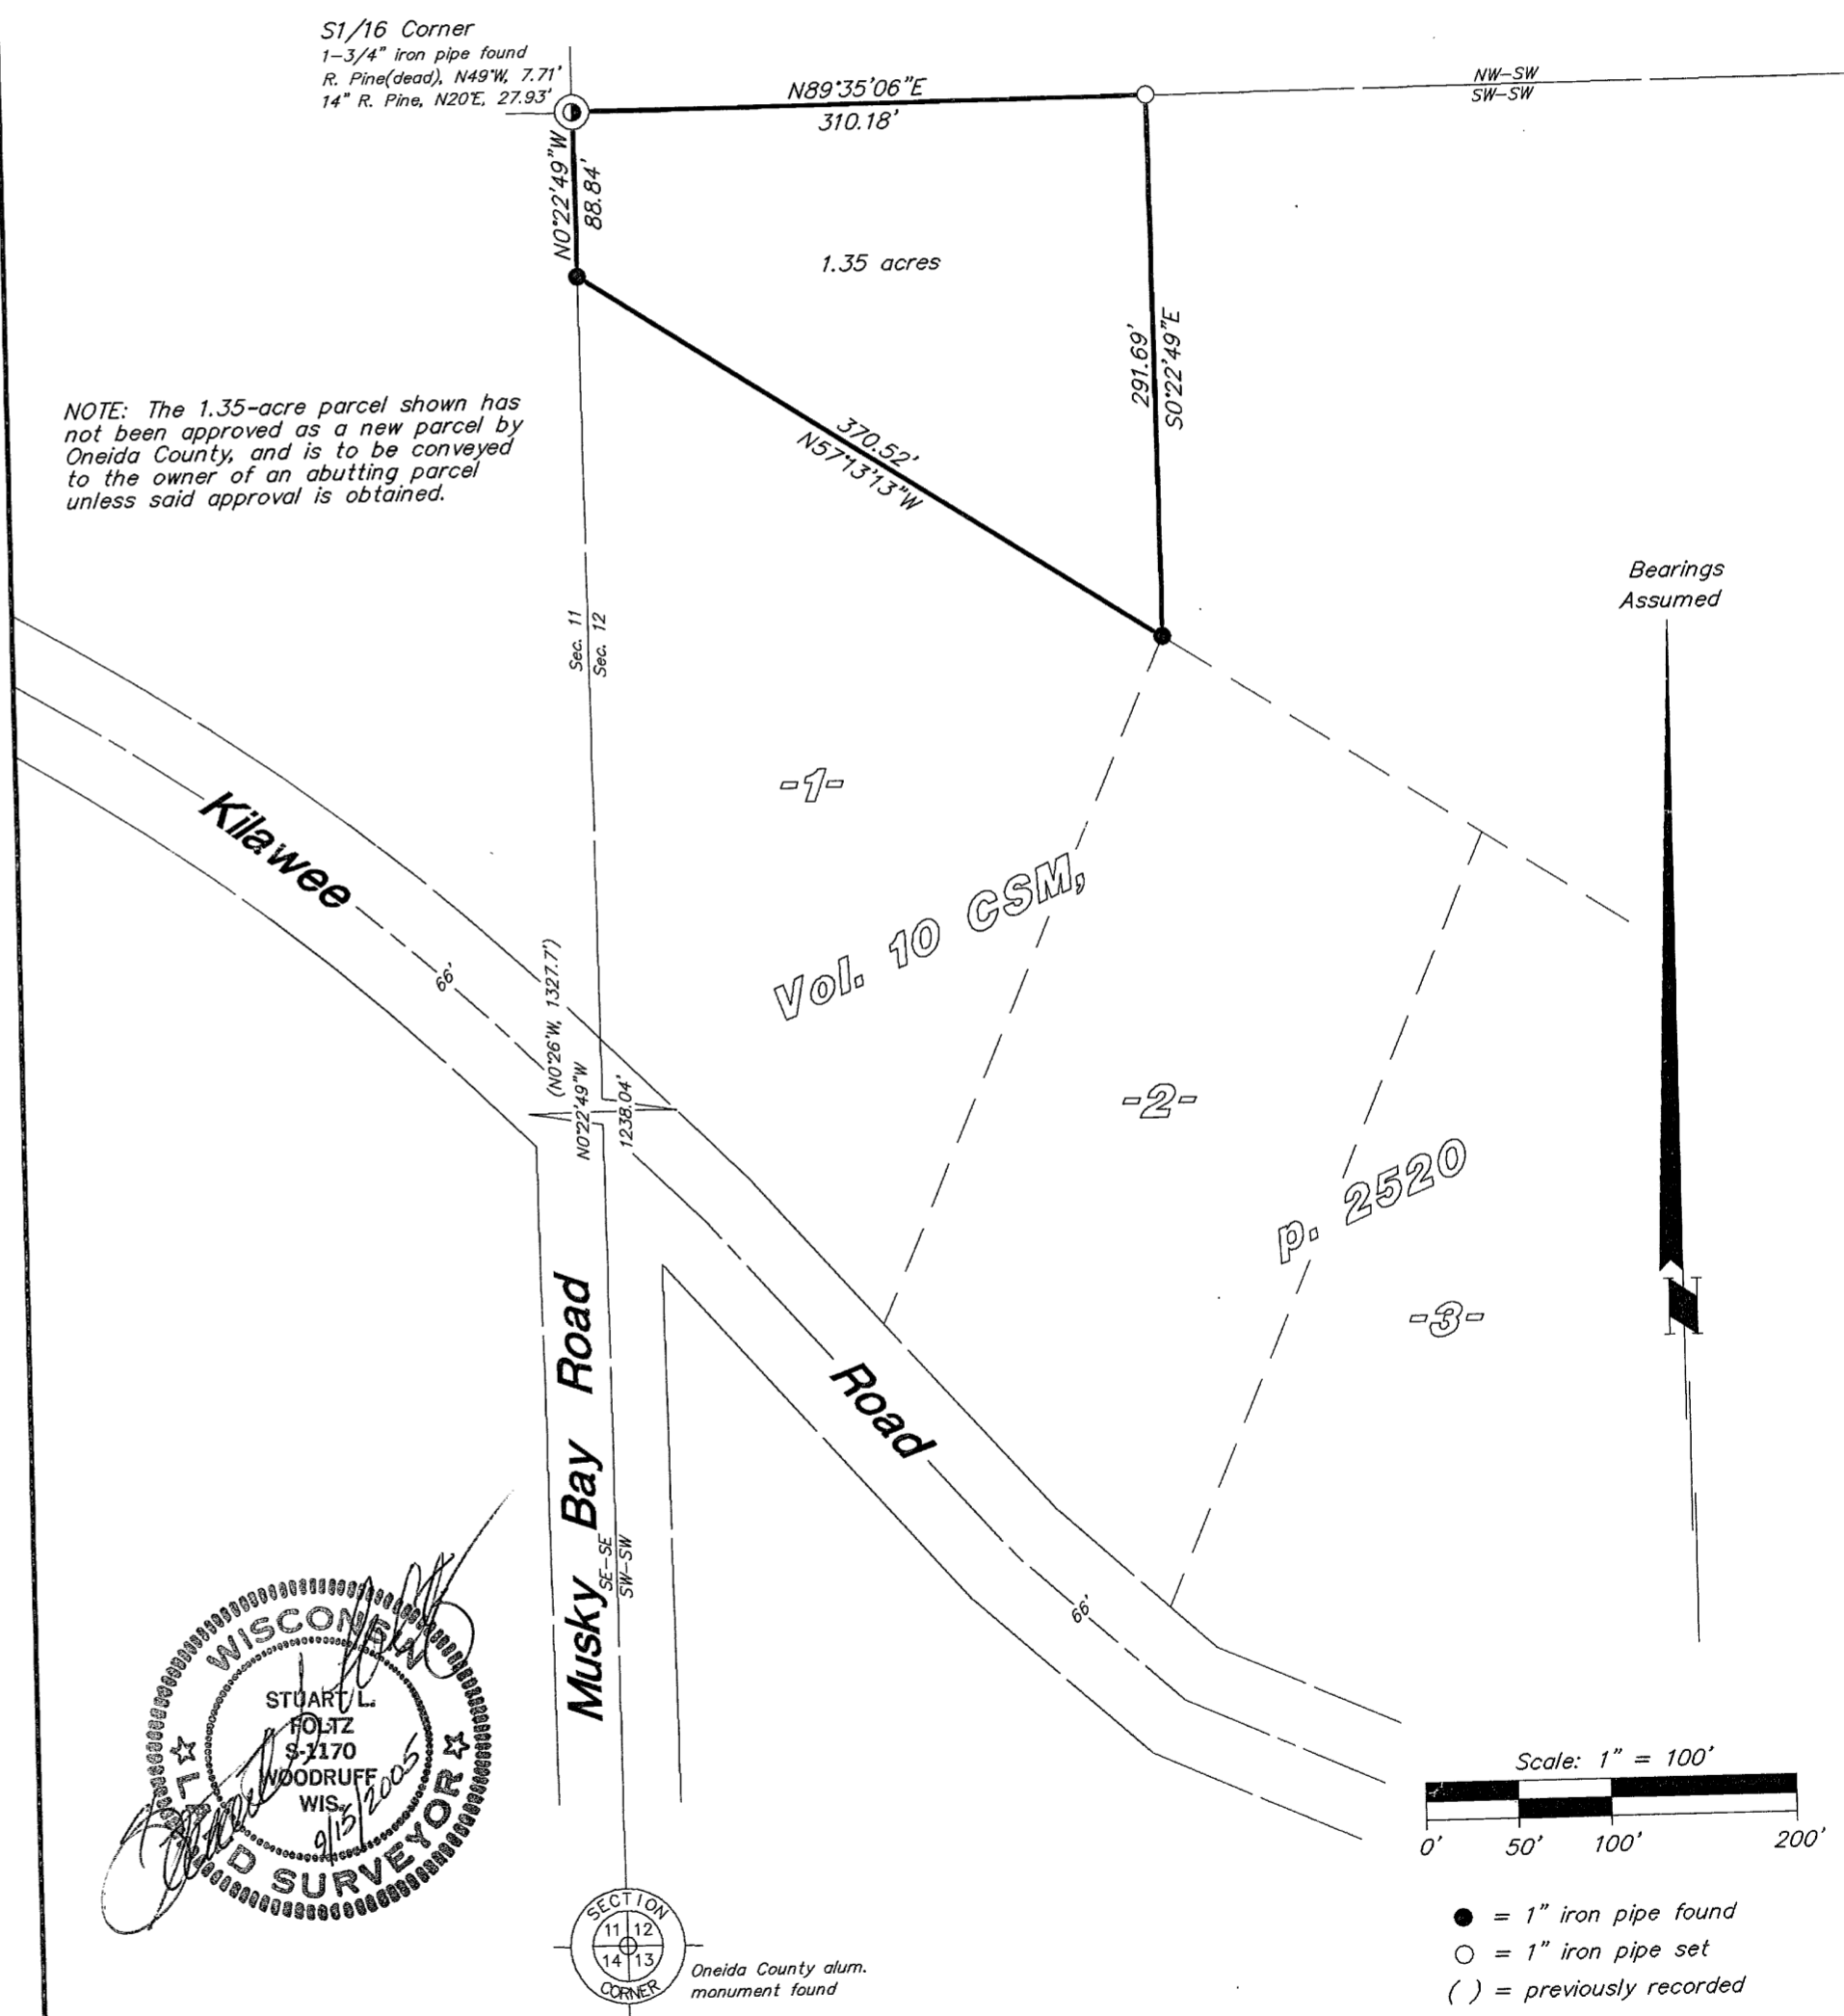 S1/16 Corner
1-3/4" iron pipe found
R. Pine(dead), N49°W, 7.71'
14" R. Pine, N20°E, 27.93'
N89°35'06"E
310.18'
NW-SW
SW-SW
N0°22'49"W
88.84'
1.35 acres
291.69'
S0°22'49"E
370.52'
N57°13'13"W
NOTE: The 1.35-acre parcel shown has
not been approved as a new parcel by
Oneida County, and is to be conveyed
to the owner of an abutting parcel
unless said approval is obtained.
Bearings
Assumed
Sec. 11
Sec. 12
-1-
Kilawee
66'
Vol. 10 CSM,
(N0°26'W, 1327.7')
N0°22'49"W
1238.04'
-2-
p. 2520
-3-
N
Road
Musky Bay Road
SE-SE
SW-SW
66'
WISCONSIN
STUART L.
FOLTZ
S-1170
WOODRUFF
WIS.
9/15/2005
LAND SURVEYOR
Scale: 1" = 100'
0' 50' 100' 200'
SECTION
11 12
14 13
CORNER
Oneida County alum.
monument found
= 1" iron pipe found
= 1" iron pipe set
( ) = previously recorded